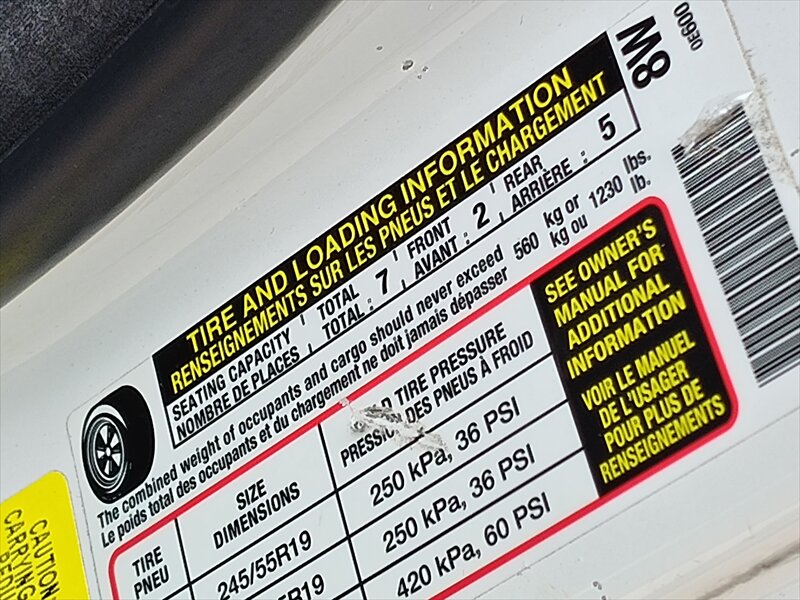 M8
0E600
TIRE AND LOADING INFORMATION
RENSEIGNEMENTS SUR LES PNEUS ET LE CHARGEMENT
SEATING CAPACITY TOTAL FRONT REAR
NOMBRE DE PLACES TOTAL : 7 AVANT : 2 ARRIÈRE : 5
The combined weight of occupants and cargo should never exceed 560 kg or 1230 lbs.
Le poids total des occupants et du chargement ne doit jamais dépasser kg ou lb.
TIRE
PNEU
SIZE
DIMENSIONS
TIRE PRESSURE
DES PNEUS À FROID
245/55R19
250 kPa, 36 PSI
250 kPa, 36 PSI
420 kPa, 60 PSI
SEE OWNER'S
MANUAL FOR
ADDITIONAL
INFORMATION
VOIR LE MANUEL
DE L'USAGER
POUR PLUS DE
RENSEIGNEMENTS
CAUTION
CARRYING